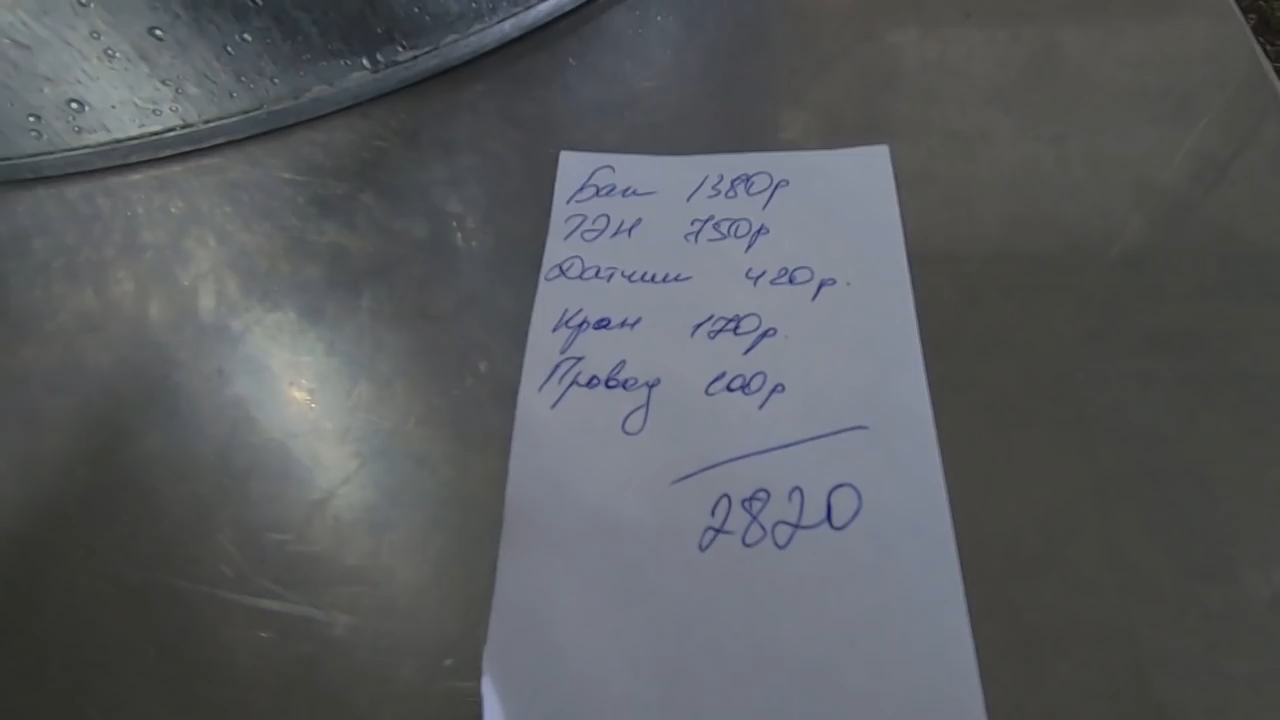 Бак 1380р
ТЭН 750р
Датчик 420р.
Кран 170р.
Провод 100р
2820